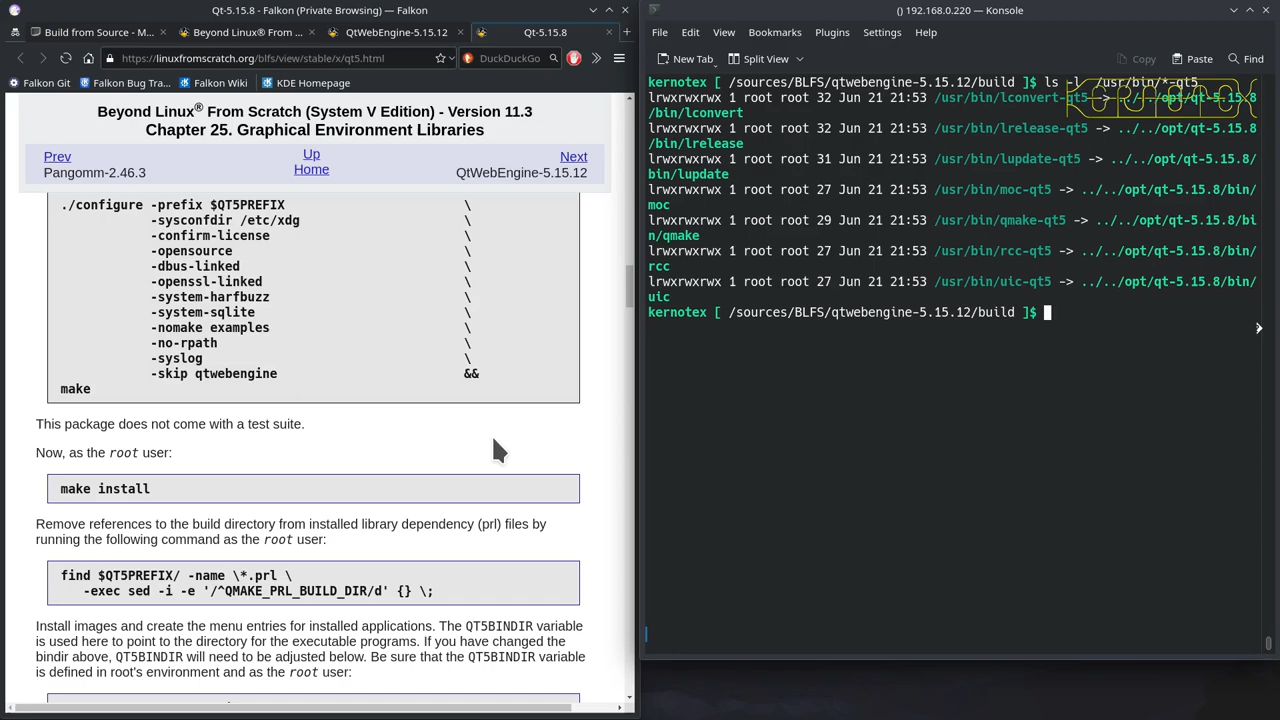 Qt-5.15.8 - Falkon (Private Browsing) — Falkon
Build from Source - M...
Beyond Linux® From ...
QtWebEngine-5.15.12
Qt-5.15.8
https://linuxfromscratch.org/blfs/view/stable/x/qt5.html
DuckDuckGo
Falkon Git
Falkon Bug Tra...
Falkon Wiki
KDE Homepage
Beyond Linux® From Scratch (System V Edition) - Version 11.3
Chapter 25. Graphical Environment Libraries
Prev
Up
Next
Pangomm-2.46.3
Home
QtWebEngine-5.15.12
./configure -prefix $QT5PREFIX \
-sysconfdir /etc/xdg \
-confirm-license \
-opensource \
-dbus-linked \
-openssl-linked \
-system-harfbuzz \
-system-sqlite \
-nomake examples \
-no-rpath \
-syslog \
-skip qtwebengine &&
make
This package does not come with a test suite.
Now, as the root user:
make install
Remove references to the build directory from installed library dependency (prl) files by
running the following command as the root user:
find $QT5PREFIX/ -name \*.prl \
-exec sed -i -e '/^QMAKE_PRL_BUILD_DIR/d' {} \;
Install images and create the menu entries for installed applications. The QT5BINDIR variable
is used here to point to the directory for the executable programs. If you have changed the
bindir above, QT5BINDIR will need to be adjusted below. Be sure that the QT5BINDIR variable
is defined in root's environment and as the root user:
() 192.168.0.220 — Konsole
File Edit View Bookmarks Plugins Settings Help
New Tab
Split View
Copy
Paste
Find
kernotex [ /sources/BLFS/qtwebengine-5.15.12/build ]$ ls -l  /usr/bin/*-qt5
lrwxrwxrwx 1 root root 32 Jun 21 21:53 /usr/bin/lconvert-qt5 -> ../../opt/qt-5.15.8
/bin/lconvert
lrwxrwxrwx 1 root root 32 Jun 21 21:53 /usr/bin/lrelease-qt5 -> ../../opt/qt-5.15.8
/bin/lrelease
lrwxrwxrwx 1 root root 31 Jun 21 21:53 /usr/bin/lupdate-qt5 -> ../../opt/qt-5.15.8/
bin/lupdate
lrwxrwxrwx 1 root root 27 Jun 21 21:53 /usr/bin/moc-qt5 -> ../../opt/qt-5.15.8/bin/
moc
lrwxrwxrwx 1 root root 29 Jun 21 21:53 /usr/bin/qmake-qt5 -> ../../opt/qt-5.15.8/bi
n/qmake
lrwxrwxrwx 1 root root 27 Jun 21 21:53 /usr/bin/rcc-qt5 -> ../../opt/qt-5.15.8/bin/
rcc
lrwxrwxrwx 1 root root 27 Jun 21 21:53 /usr/bin/uic-qt5 -> ../../opt/qt-5.15.8/bin/
uic
kernotex [ /sources/BLFS/qtwebengine-5.15.12/build ]$